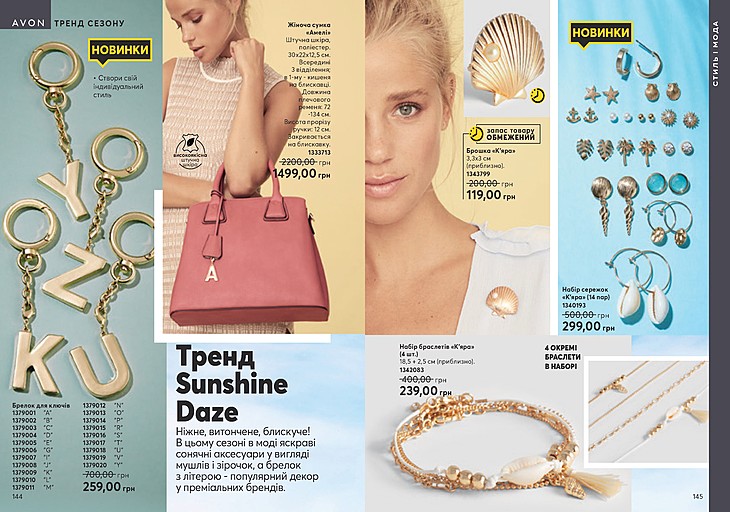 AVON | ТРЕНД СЕЗОНУ
НОВИНКИ
• Створи свій
індивідуальний
стиль
Y
O
Z
N
K
U
Брелок для ключів
1379001 "A"
1379002 "B"
1379003 "C"
1379004 "D"
1379005 "E"
1379006 "G"
1379007 "I"
1379008 "J"
1379009 "K"
1379010 "L"
1379011 "M"
1379012 "N"
1379013 "O"
1379014 "P"
1379015 "R"
1379016 "S"
1379017 "T"
1379018 "U"
1379019 "V"
1379020 "Y"
700,00 грн
259,00 грн
144
Жіноча сумка
«Амелі»
Штучна шкіра,
поліестер.
30х22х12,5 см.
Всередині
3 відділення;
в 1-му - кишеня
на блискавці.
Довжина
плечового
ременя: 72
-134 см.
Висота прорізу
ручки: 12 см.
Закривається
на блискавку.
1333713
2200,00 грн
1499,00 грн
високоякісна
штучна
шкіра
A
Тренд
Sunshine
Daze
Ніжне, витончене, блискуче!
В цьому сезоні в моді яскраві
сонячні аксесуари у вигляді
мушлів і зірочок, а брелок
з літерою - популярний декор
у преміальних брендів.
запас товару
ОБМЕЖЕНИЙ
Брошка «К'яра»
3,3х3 см
(приблизно).
1343799
200,00 грн
119,00 грн
НОВИНКИ
СТИЛЬ І МОДА
Набір сережок
«К'яра» (14 пар)
1340193
500,00 грн
299,00 грн
Набір браслетів «К'яра»
(4 шт.)
18,5 + 2,5 см (приблизно).
1342083
400,00 грн
239,00 грн
4 ОКРЕМІ
БРАСЛЕТИ
В НАБОРІ
145